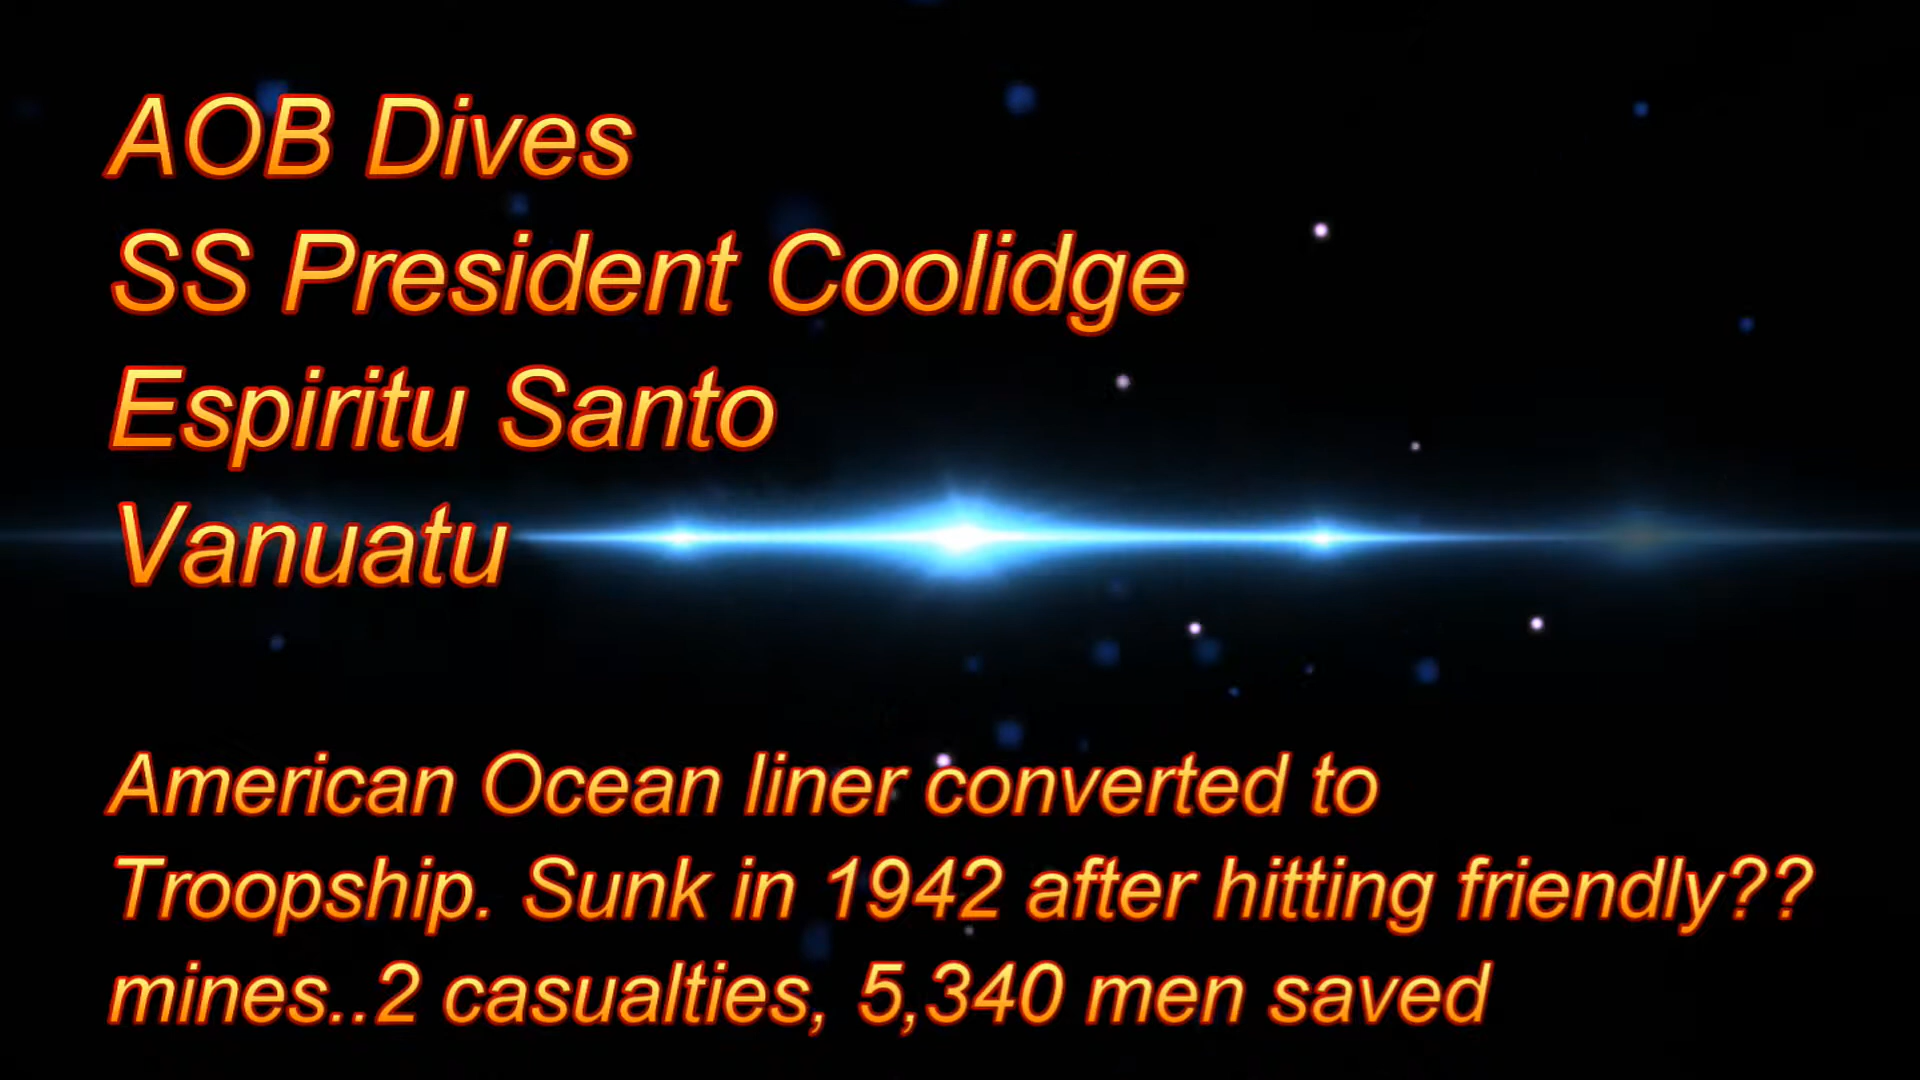 AOB Dives
SS President Coolidge
Espiritu Santo
Vanuatu
American Ocean liner converted to
Troopship. Sunk in 1942 after hitting friendly??
mines..2 casualties, 5,340 men saved